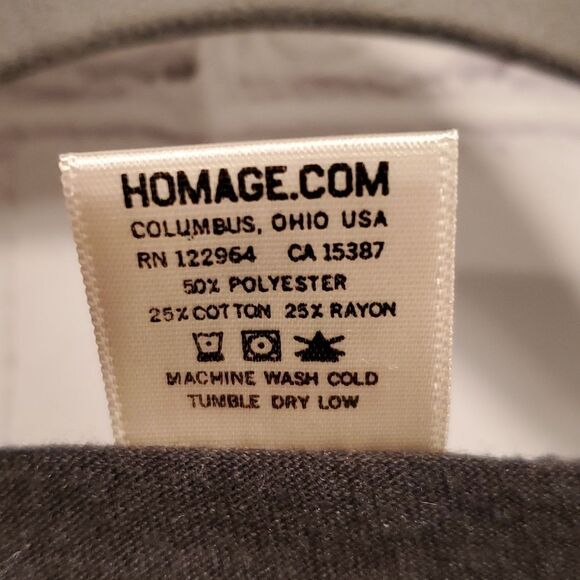 HOMAGE.COM
COLUMBUS, OHIO USA
RN 122964 CA 15387
50% POLYESTER
25% COTTON 25% RAYON
MACHINE WASH COLD
TUMBLE DRY LOW